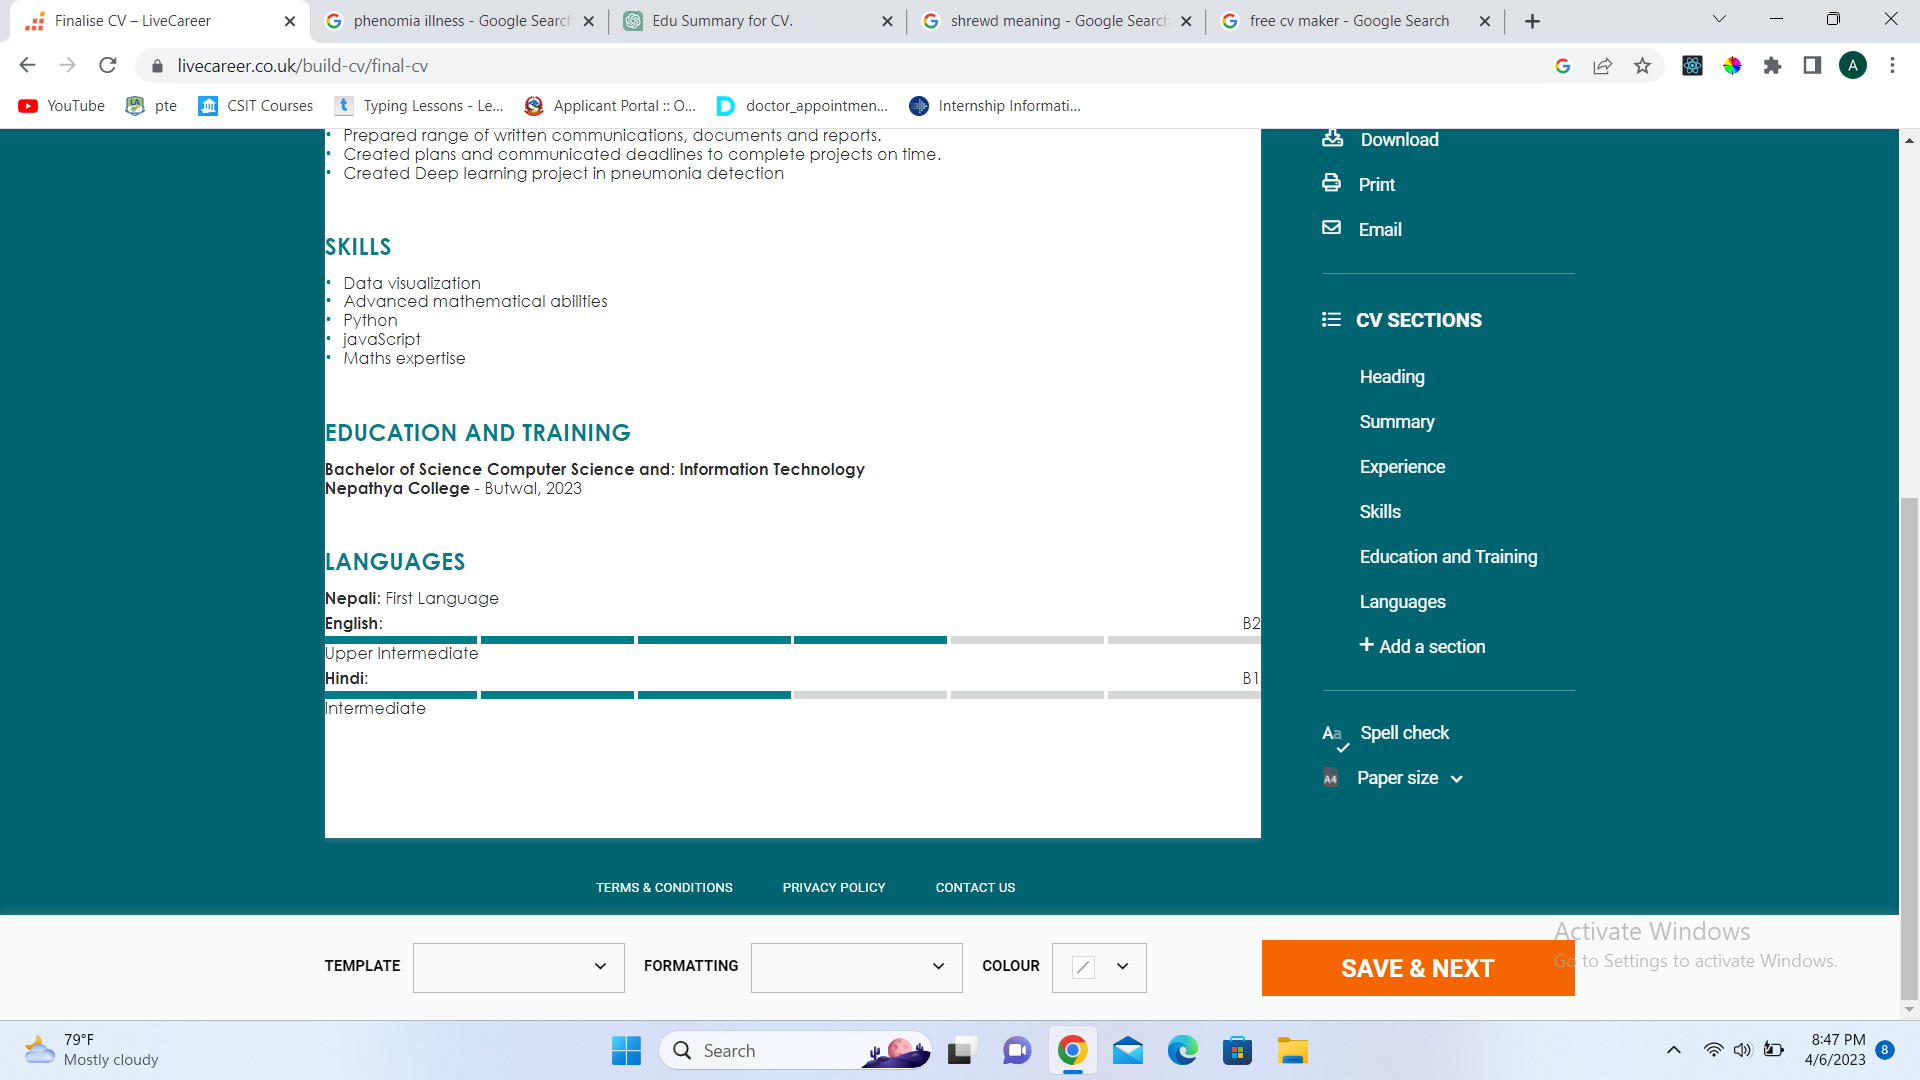 Finalise CV – LiveCareer
phenomia illness - Google Search
Edu Summary for CV.
shrewd meaning - Google Search
free cv maker - Google Search
livecareer.co.uk/build-cv/final-cv
A
YouTube
pte
CSIT Courses
Typing Lessons - Le...
Applicant Portal :: O...
doctor_appointmen...
Internship Informati...
Prepared range of written communications, documents and reports.
Created plans and communicated deadlines to complete projects on time.
Created Deep learning project in pneumonia detection
SKILLS
Data visualization
Advanced mathematical abilities
Python
javaScript
Maths expertise
EDUCATION AND TRAINING
Bachelor of Science Computer Science and: Information Technology
Nepathya College - Butwal, 2023
LANGUAGES
Nepali: First Language
English: B2
Upper Intermediate
Hindi: B1
Intermediate
Download
Print
Email
CV SECTIONS
Heading
Summary
Experience
Skills
Education and Training
Languages
+ Add a section
Aa Spell check
A4 Paper size
TERMS & CONDITIONS
PRIVACY POLICY
CONTACT US
TEMPLATE
FORMATTING
COLOUR
SAVE & NEXT
Activate Windows
Go to Settings to activate Windows.
79°F
Mostly cloudy
Search
8:47 PM
4/6/2023
8